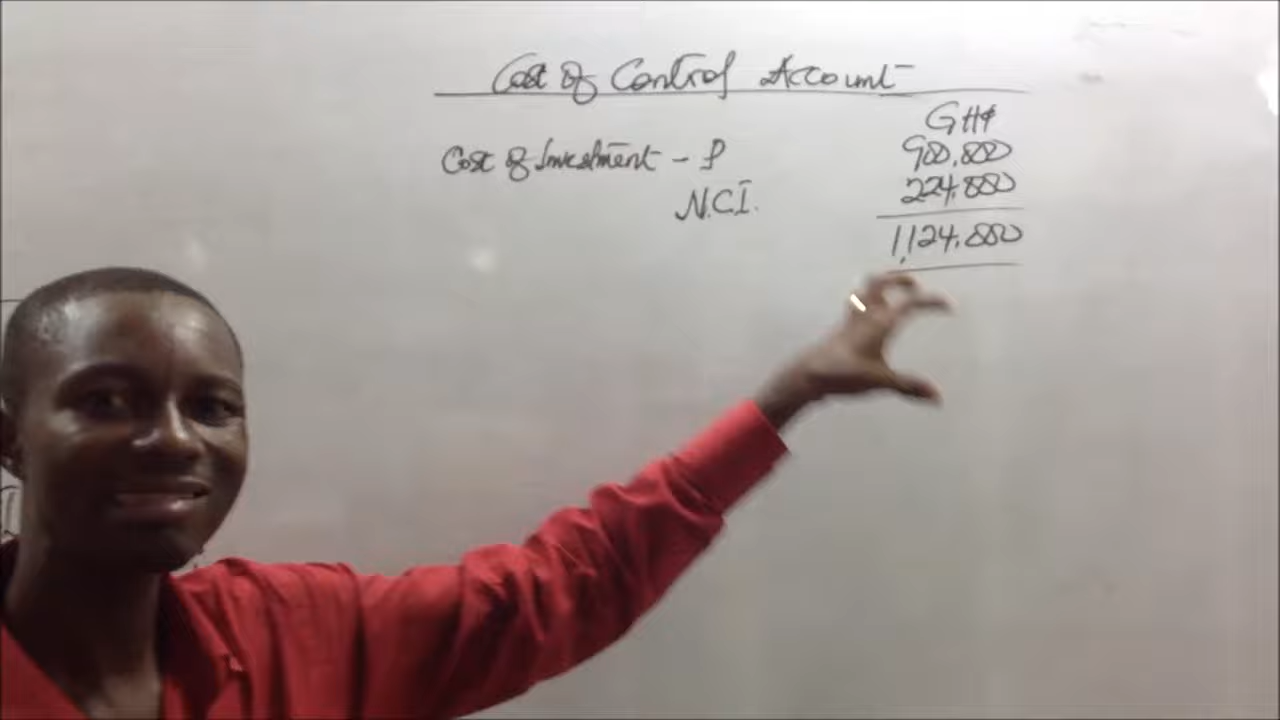 Cost of Control Account
GH¢
Cost of Investment - P 900,000
N.C.I. 224,000
1,124,000